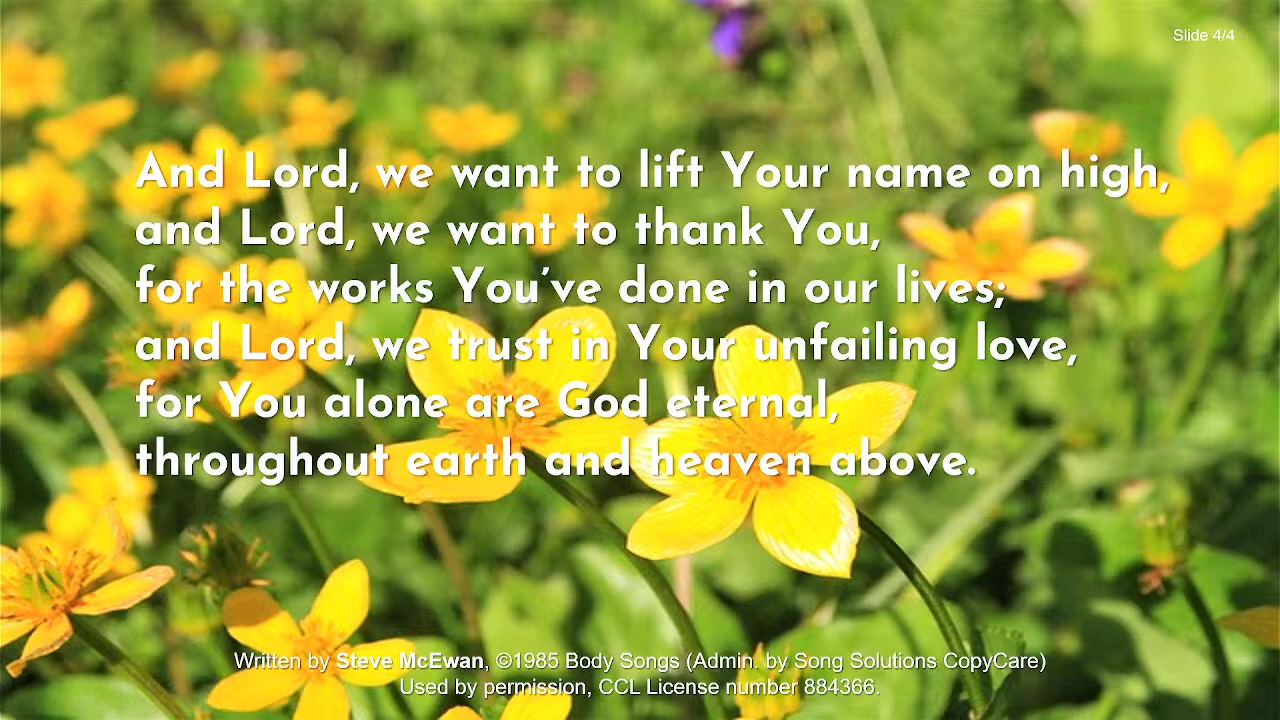 Slide 4/4
And Lord, we want to lift Your name on high,
and Lord, we want to thank You,
for the works You've done in our lives;
and Lord, we trust in Your unfailing love,
for You alone are God eternal,
throughout earth and heaven above.
Written by Steve McEwan, ©1985 Body Songs (Admin. by Song Solutions CopyCare)
Used by permission, CCL License number 884366.